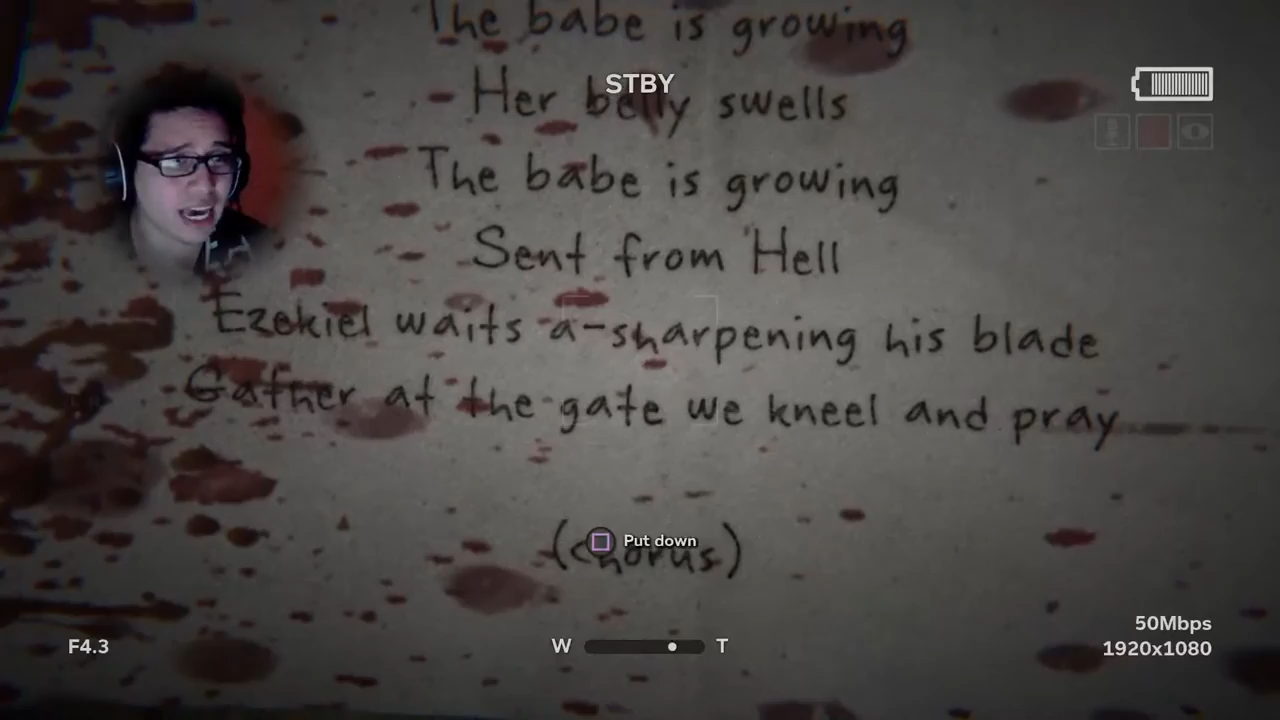 The babe is growing
STBY
Her belly swells
The babe is growing
Sent from Hell
Ezekiel waits a-sharpening his blade
Gather at the gate we kneel and pray
(Chorus)
Put down
F4.3
W T
50Mbps
1920x1080